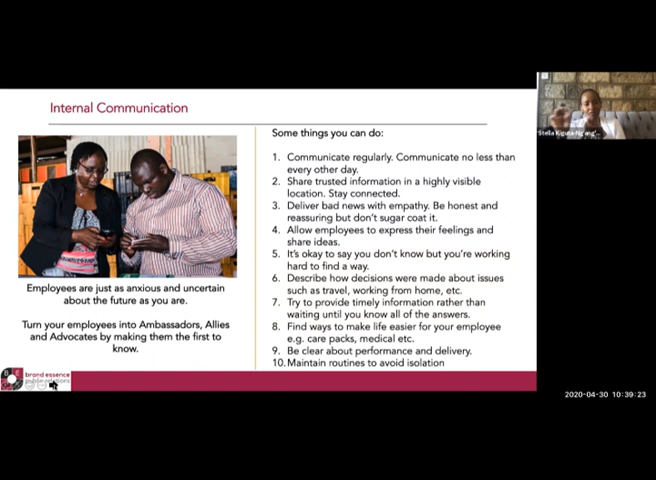 Internal Communication
Some things you can do:
1. Communicate regularly. Communicate no less than
every other day.
2. Share trusted information in a highly visible
location. Stay connected.
3. Deliver bad news with empathy. Be honest and
reassuring but don't sugar coat it.
4. Allow employees to express their feelings and
share ideas.
5. It's okay to say you don't know but you're working
hard to find a way.
6. Describe how decisions were made about issues
such as travel, working from home, etc.
7. Try to provide timely information rather than
waiting until you know all of the answers.
8. Find ways to make life easier for your employee
e.g. care packs, medical etc.
9. Be clear about performance and delivery.
10. Maintain routines to avoid isolation
Employees are just as anxious and uncertain
about the future as you are.
Turn your employees into Ambassadors, Allies
and Advocates by making them the first to
know.
brand essence
Stella Kigura-Ng'ang'
2020-04-30 10:39:23